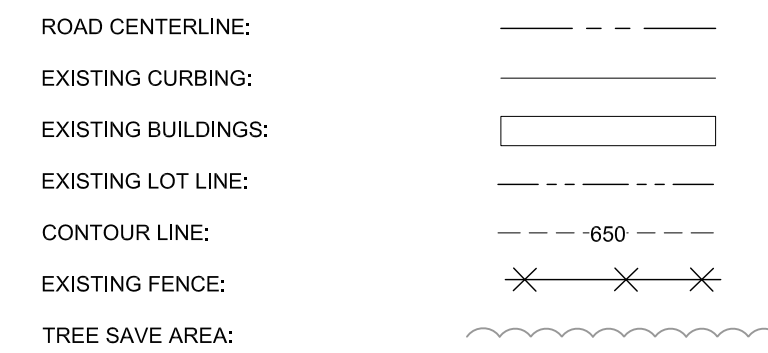 ROAD CENTERLINE:
EXISTING CURBING:
EXISTING BUILDINGS:
EXISTING LOT LINE:
CONTOUR LINE: 650
EXISTING FENCE:
TREE SAVE AREA: